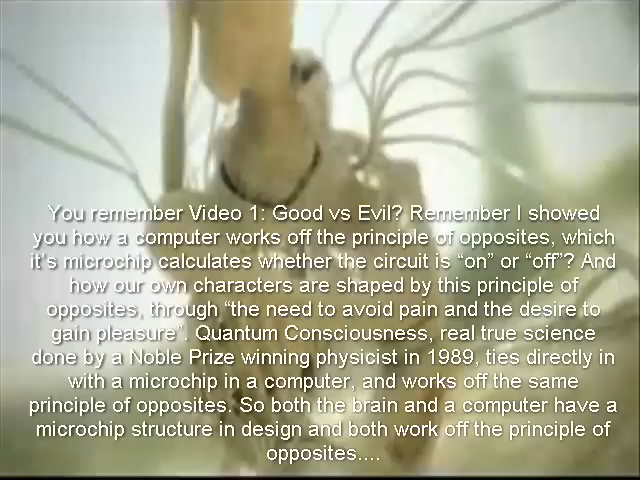 You remember Video 1: Good vs Evil? Remember I showed
you how a computer works off the principle of opposites, which
it's microchip calculates whether the circuit is “on” or “off”? And
how our own characters are shaped by this principle of
opposites, through “the need to avoid pain and the desire to
gain pleasure”. Quantum Consciousness, real true science
done by a Noble Prize winning physicist in 1989, ties directly in
with a microchip in a computer, and works off the same
principle of opposites. So both the brain and a computer have a
microchip structure in design and both work off the principle of
opposites....